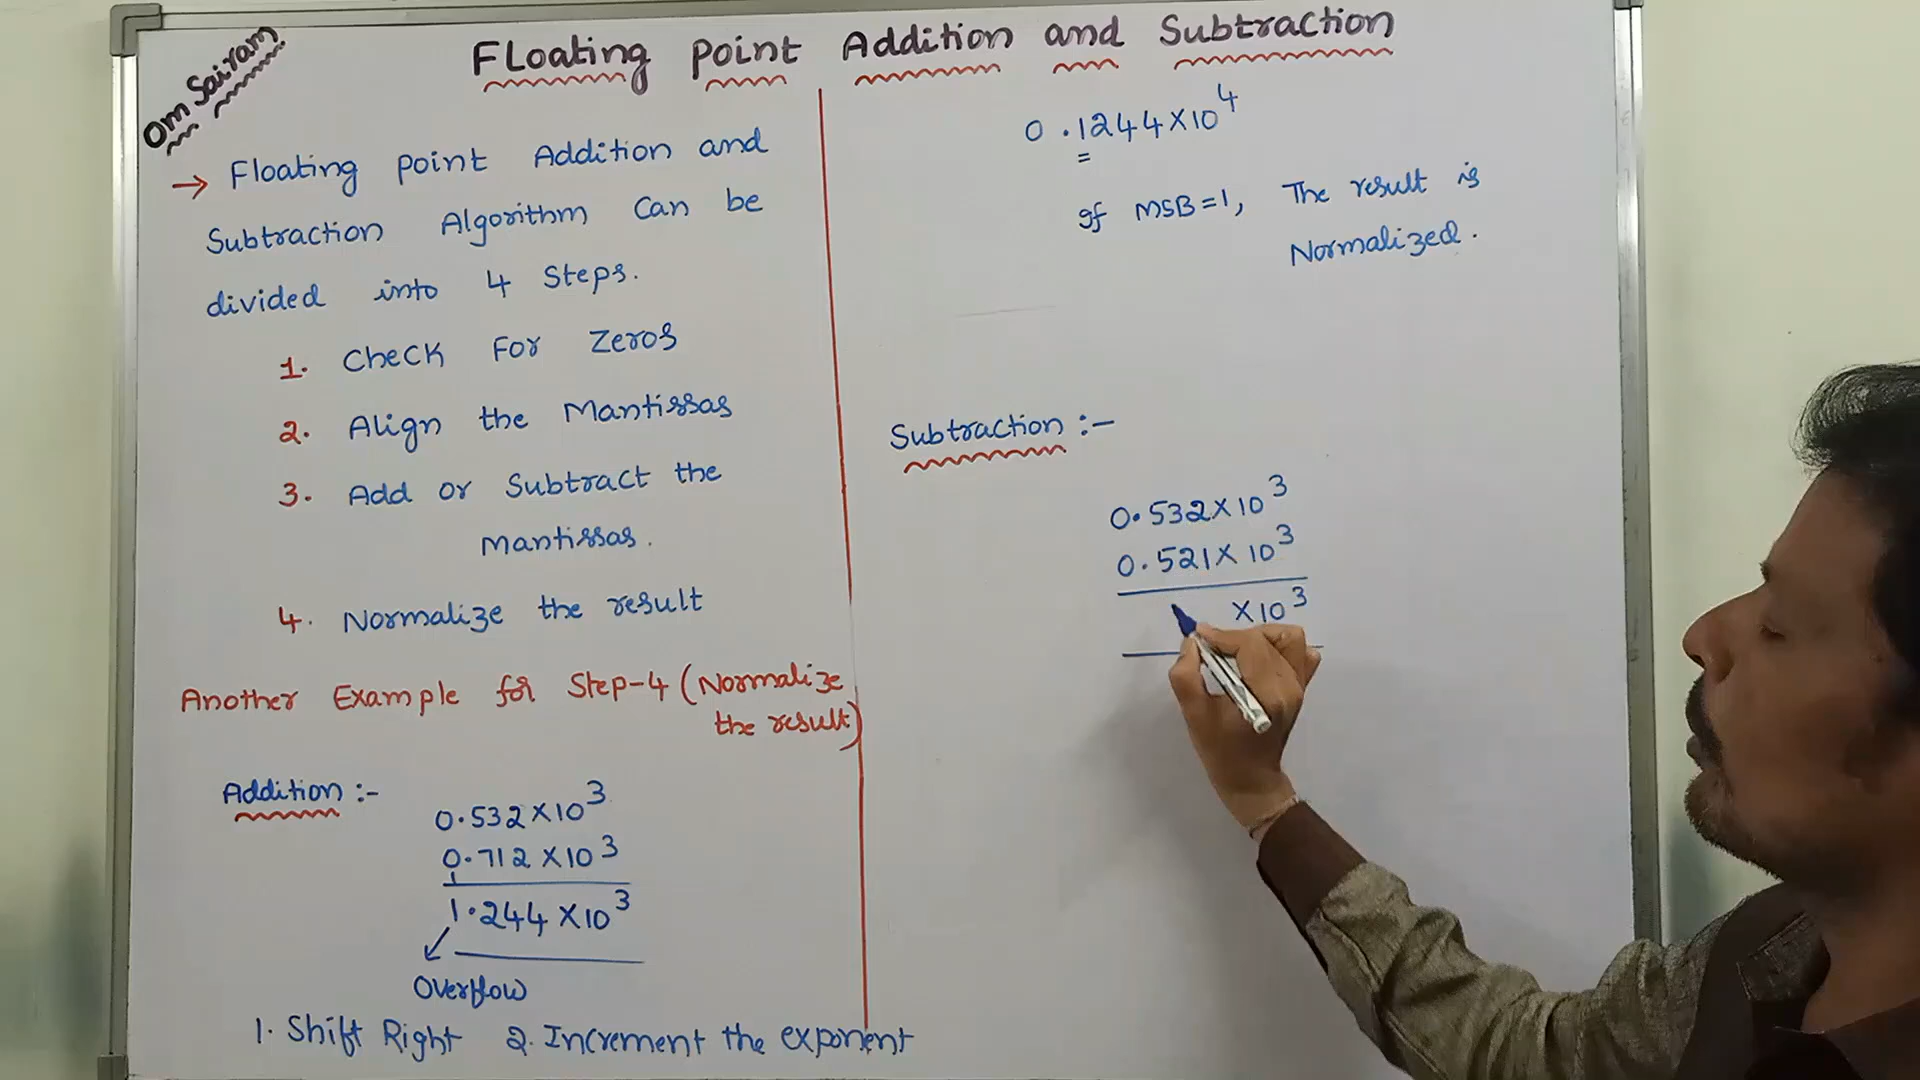 Om Sairam
Floating point Addition and Subtraction
→ Floating point Addition and
Subtraction Algorithm can be
divided into 4 Steps.
1. Check For Zeros
2. Align the Mantissas
3. Add or Subtract the
Mantissas.
4. Normalize the result
Another Example for Step-4 (Normalize
the result)
Addition :-
0.532×10³
0.712×10³
1
1.244×10³
Overflow
1. Shift Right 2. Increment the exponent
0.1244×10⁴
If MSB=1, The result is
Normalized.
Subtraction :-
0.532×10³
0.521×10³
×10³